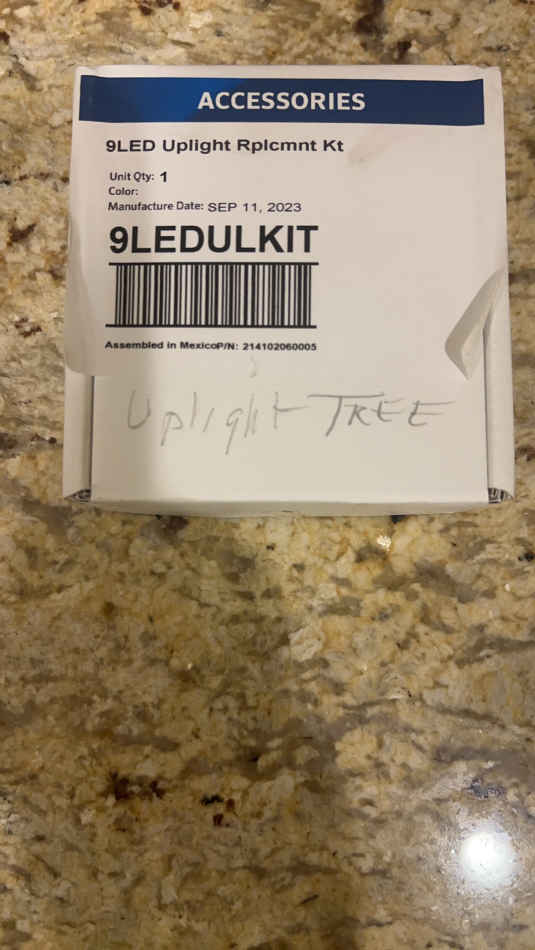 ACCESSORIES
9LED Uplight Rplcmnt Kt
Unit Qty: 1
Color:
Manufacture Date: SEP 11, 2023
9LEDULKIT
Assembled in MexicoP/N: 214102060005
Uplight TREE